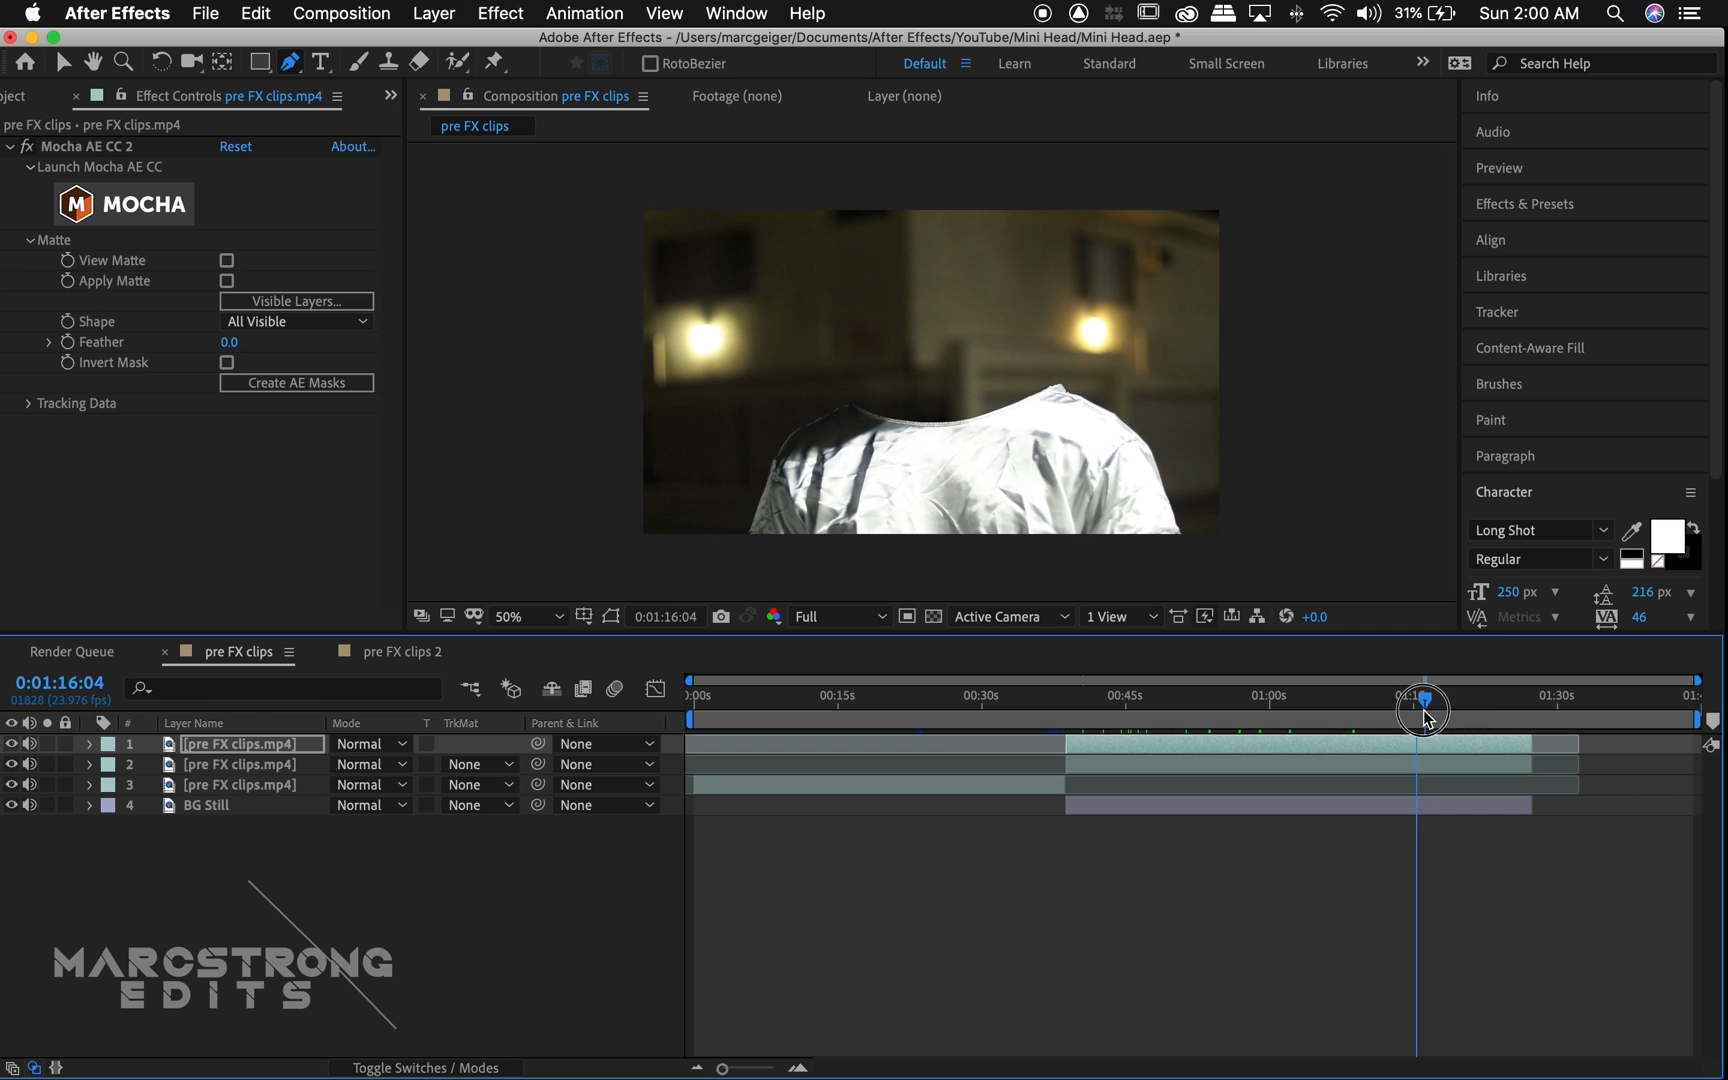 After Effects File Edit Composition Layer Effect Animation View Window Help 31% Sun 2:00 AM
Adobe After Effects - /Users/marcgeiger/Documents/After Effects/YouTube/Mini Head/Mini Head.aep *
RotoBezier Default Learn Standard Small Screen Libraries Search Help
oject Effect Controls pre FX clips.mp4 Composition pre FX clips Footage (none) Layer (none) Info
pre FX clips • pre FX clips.mp4 pre FX clips
Audio
fx Mocha AE CC 2 Reset About...
Launch Mocha AE CC Preview
M MOCHA Effects & Presets
Matte Align
View Matte
Apply Matte Libraries
Visible Layers...
Shape All Visible Tracker
Feather 0.0 Content-Aware Fill
Invert Mask
Create AE Masks Brushes
Tracking Data
Paint
Paragraph
Character
Long Shot
Regular
250 px 216 px
50% 0:01:16:04 Full Active Camera 1 View +0.0 Metrics 46
Render Queue pre FX clips pre FX clips 2
0:01:16:04
01828 (23.976 fps) :00s 00:15s 00:30s 00:45s 01:00s 01:30s
# Layer Name Mode T TrkMat Parent & Link
1 [pre FX clips.mp4] Normal None
2 [pre FX clips.mp4] Normal None None
3 [pre FX clips.mp4] Normal None None
4 BG Still Normal None None
MARCSTRONG
EDITS
Toggle Switches / Modes